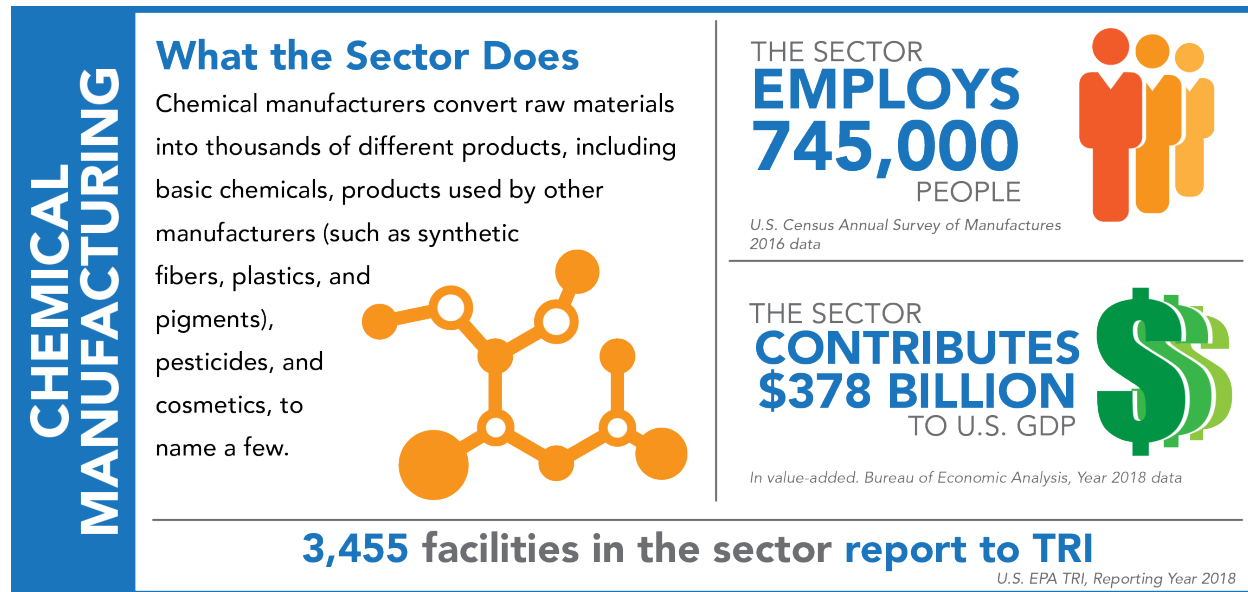 CHEMICAL
MANUFACTURING
What the Sector Does
Chemical manufacturers convert raw materials
into thousands of different products, including
basic chemicals, products used by other
manufacturers (such as synthetic
fibers, plastics, and
pigments),
pesticides, and
cosmetics, to
name a few.
THE SECTOR
EMPLOYS
745,000
PEOPLE
U.S. Census Annual Survey of Manufactures
2016 data
THE SECTOR
CONTRIBUTES
$378 BILLION
TO U.S. GDP
In value-added. Bureau of Economic Analysis, Year 2018 data
3,455 facilities in the sector report to TRI
U.S. EPA TRI, Reporting Year 2018